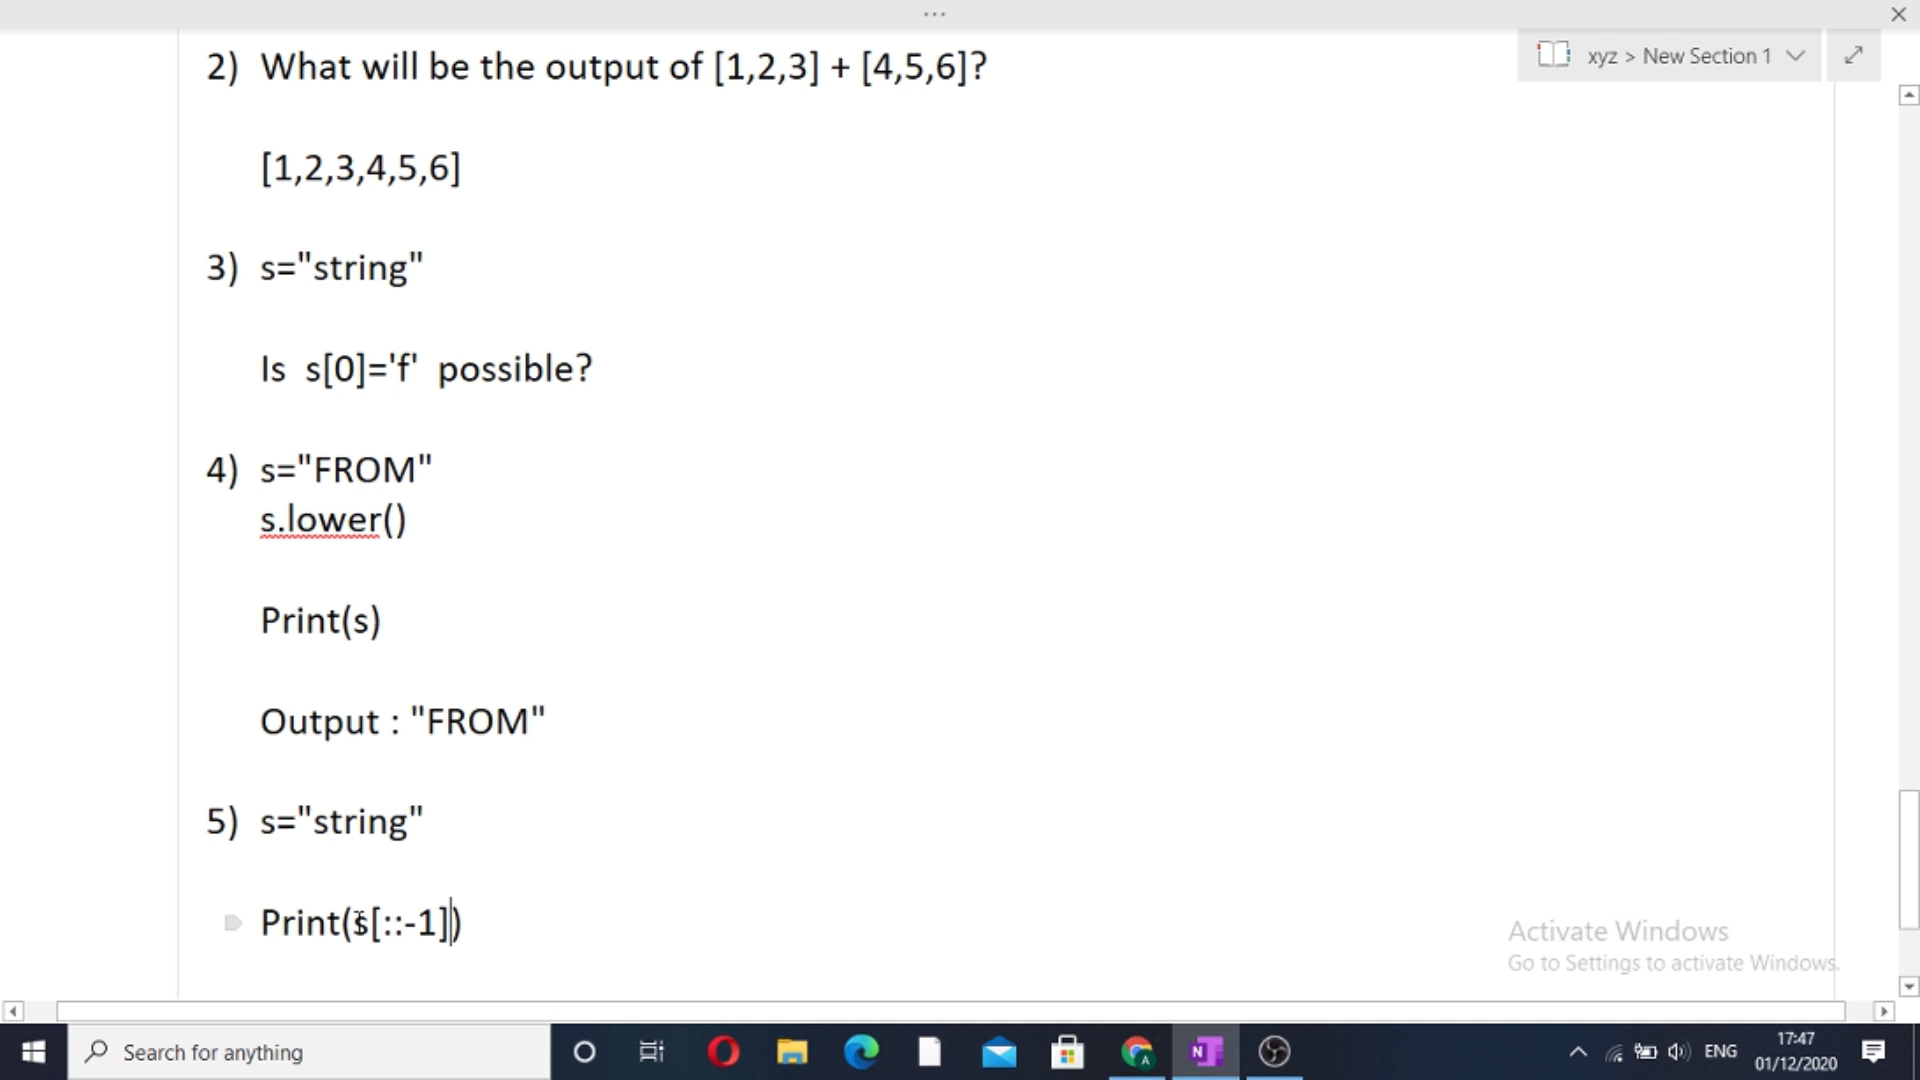 ...
2) What will be the output of [1,2,3] + [4,5,6]?
xyz > New Section 1
[1,2,3,4,5,6]
3) s="string"
Is s[0]='f' possible?
4) s="FROM"
s.lower()
Print(s)
Output : "FROM"
5) s="string"
Print(s[::-1])
Activate Windows
Go to Settings to activate Windows.
Search for anything
ENG
17:47
01/12/2020